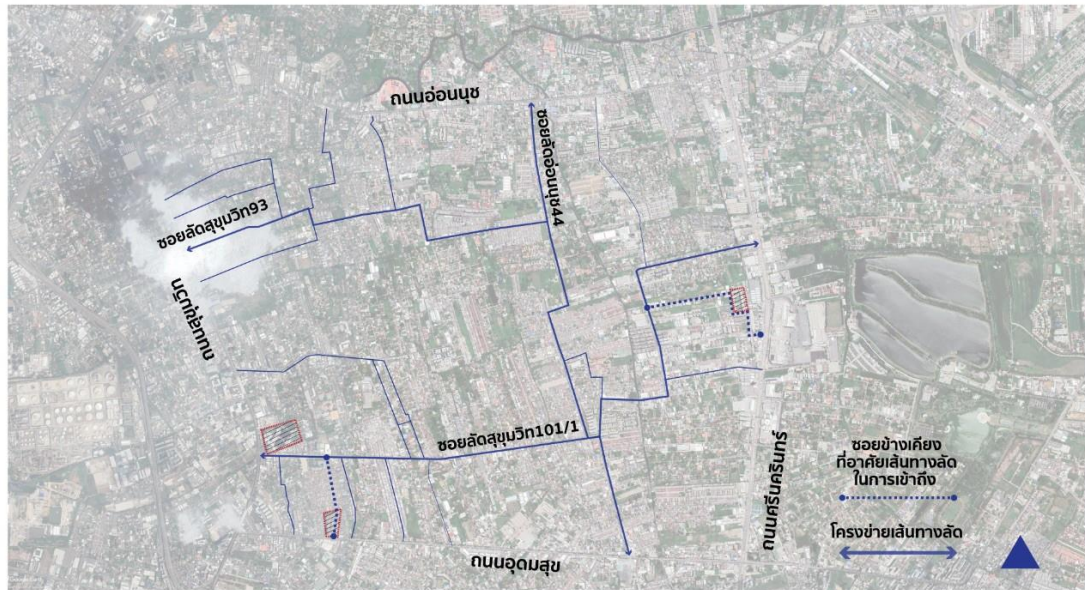 ถนนอ่อนนุช
ซอยลัดอ่อนนุช44
ซอยลัดสุขุมวิท93
ถนนสุขุมวิท
ซอยลัดสุขุมวิท101/1
ถนนศรีนครินทร์
ถนนอุดมสุข
ซอยข้างเคียง
ที่อาศัยเส้นทางลัด
ในการเข้าถึง
โครงข่ายเส้นทางลัด